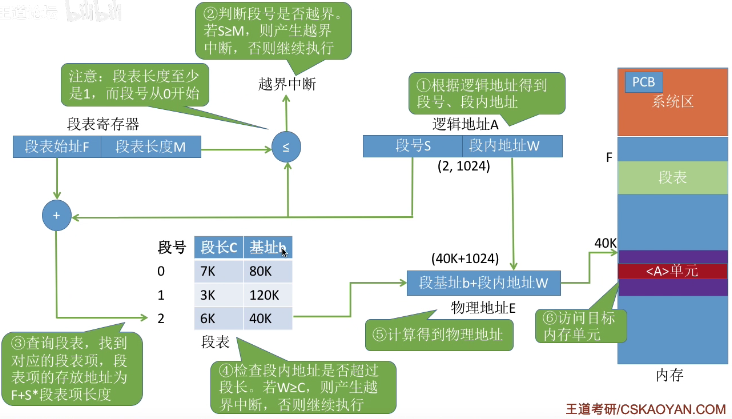 ②判断段号是否越界。
若S≥M，则产生越界
中断，否则继续执行
注意：段表长度至少
是1，而段号从0开始
越界中断
①根据逻辑地址得到
段号、段内地址
PCB
系统区
段表寄存器
逻辑地址A
段表始址F 段表长度M
≤
段号S 段内地址W
(2, 1024)
F
段表
+
段号 段长C 基址b
0 7K 80K
1 3K 120K
2 6K 40K
段表
(40K+1024)
40K
段基址b+段内地址W
<A>单元
物理地址E
③查询段表，找到
对应的段表项，段
表项的存放地址为
F+S*段表项长度
④检查段内地址是否超过
段长。若W≥C，则产生越
界中断，否则继续执行
⑤计算得到物理地址
⑥访问目标
内存单元
内存
王道考研/CSKAOYAN.COM